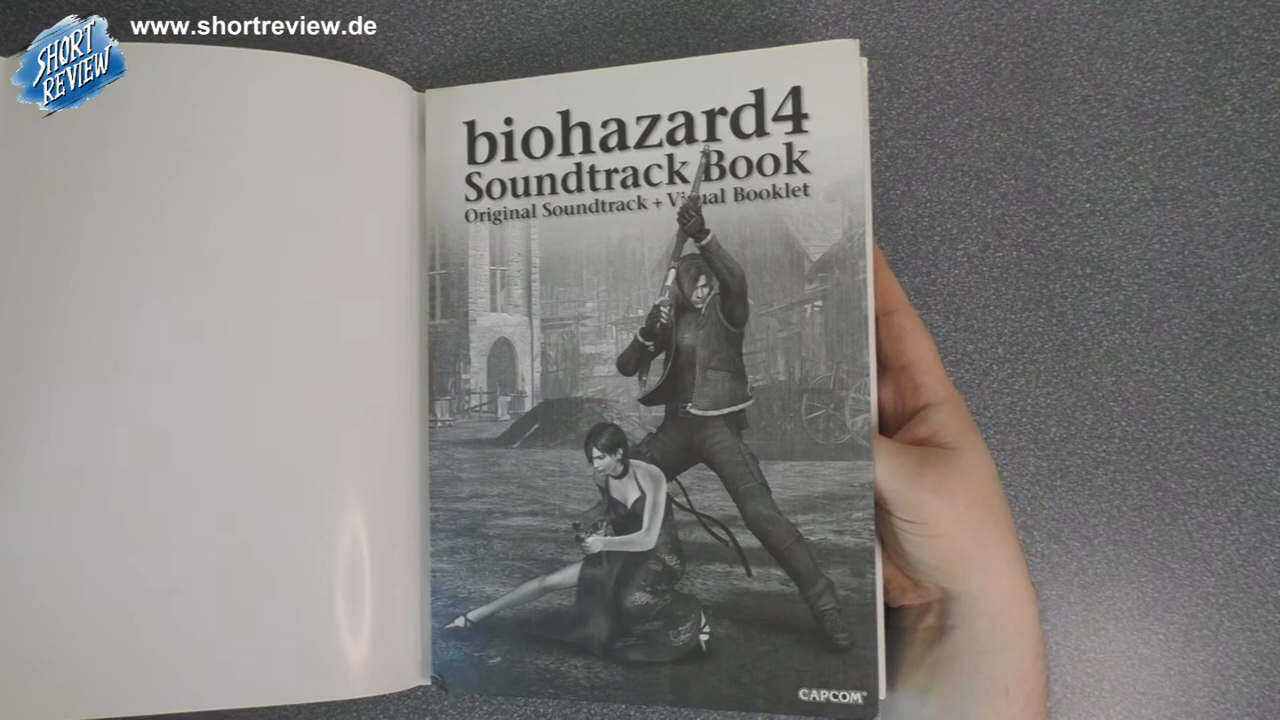 www.shortreview.de
SHORT
REVIEW
biohazard4
Soundtrack Book
Original Soundtrack + Visual Booklet
CAPCOM®